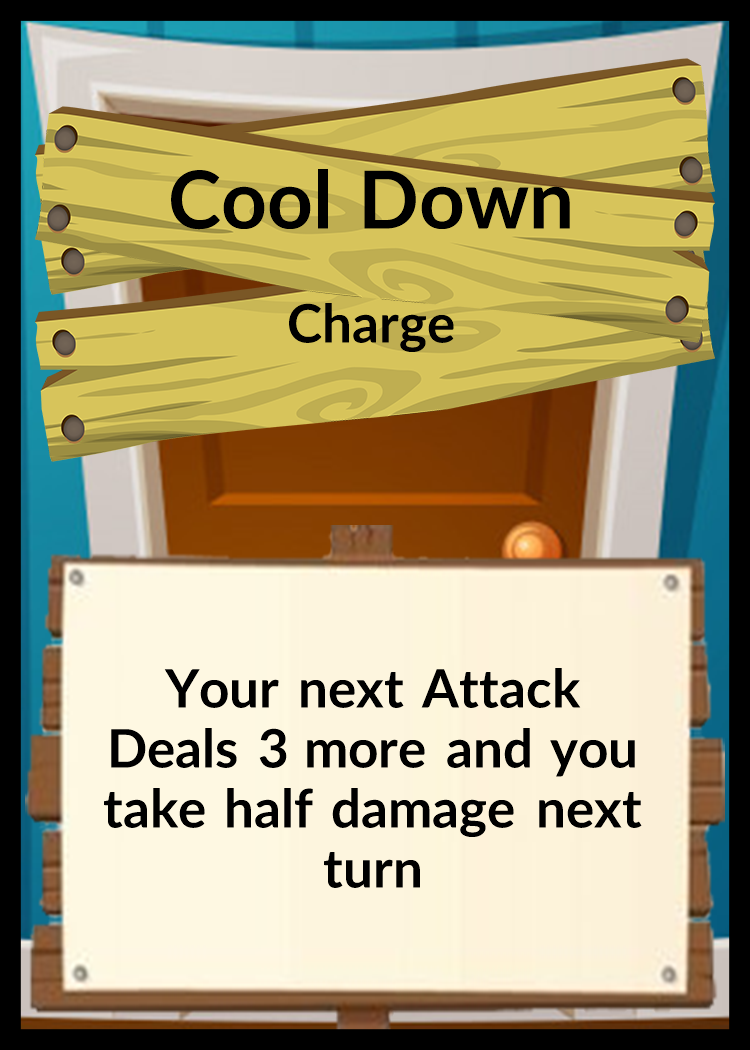 Cool Down
Charge
Your next Attack
Deals 3 more and you
take half damage next
turn